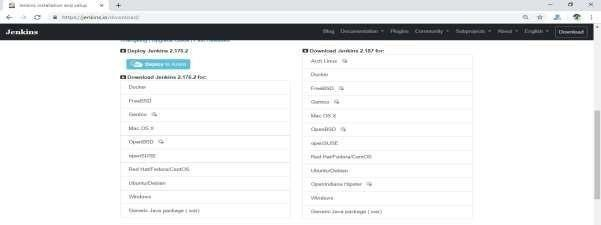 Jenkins installation and setup
https://jenkins.io/download/
Jenkins
Blog Documentation Plugins Community Subprojects About English Download
Deploy Jenkins 2.176.2
Deploy to Azure
Download Jenkins 2.176.2 for:
Docker
FreeBSD
Gentoo
Mac OS X
OpenBSD
openSUSE
Red Hat/Fedora/CentOS
Ubuntu/Debian
Windows
Generic Java package (.war)
Download Jenkins 2.187 for:
Arch Linux
Docker
FreeBSD
Gentoo
Mac OS X
OpenBSD
openSUSE
Red Hat/Fedora/CentOS
Ubuntu/Debian
OpenIndiana Hipster
Windows
Generic Java package (.war)